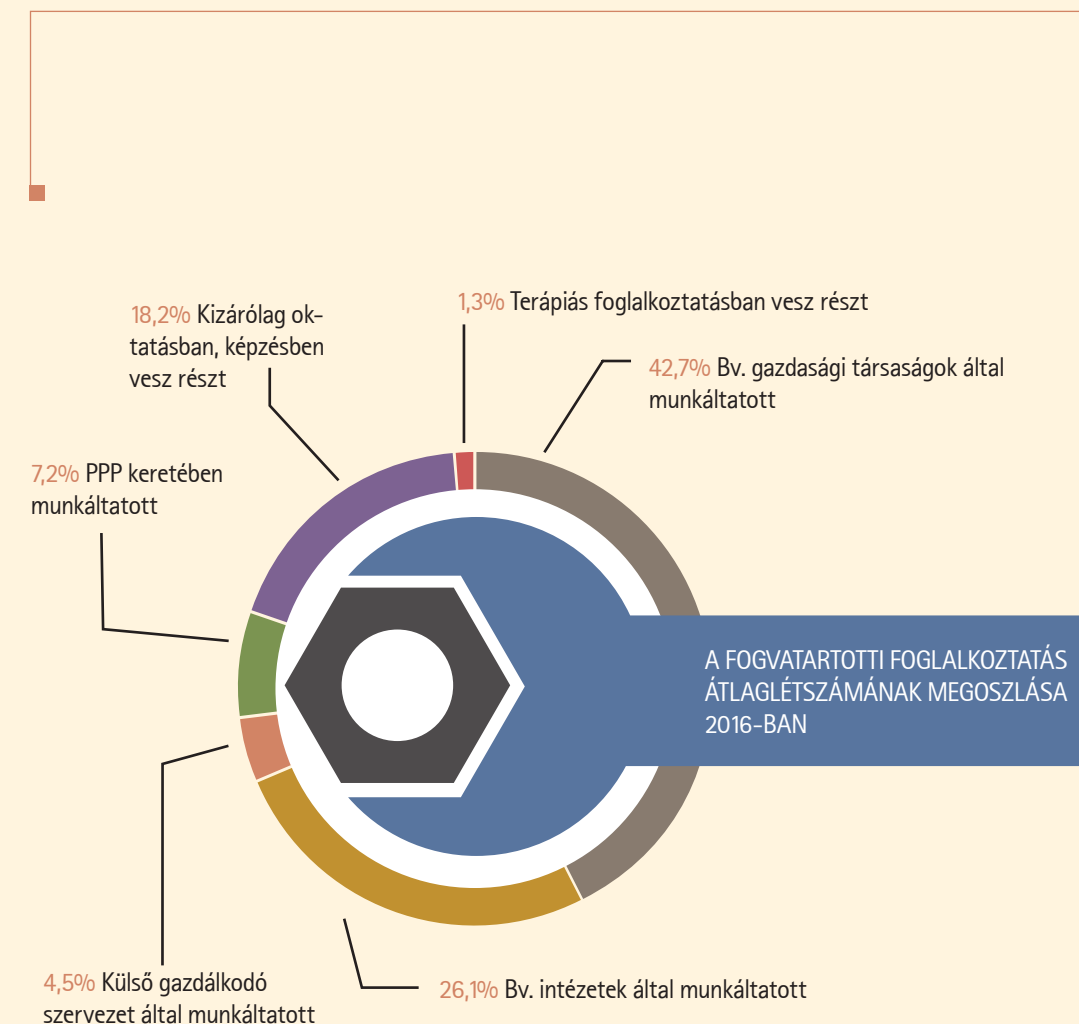 18,2% Kizárólag ok-
tatásban, képzésben
vesz részt
1,3% Terápiás foglalkoztatásban vesz részt
42,7% Bv. gazdasági társaságok által
munkáltatott
7,2% PPP keretében
munkáltatott
A FOGVATARTOTTI FOGLALKOZTATÁS
ÁTLAGLÉTSZÁMÁNAK MEGOSZLÁSA
2016-BAN
4,5% Külső gazdálkodó
szervezet által munkáltatott
26,1% Bv. intézetek által munkáltatott